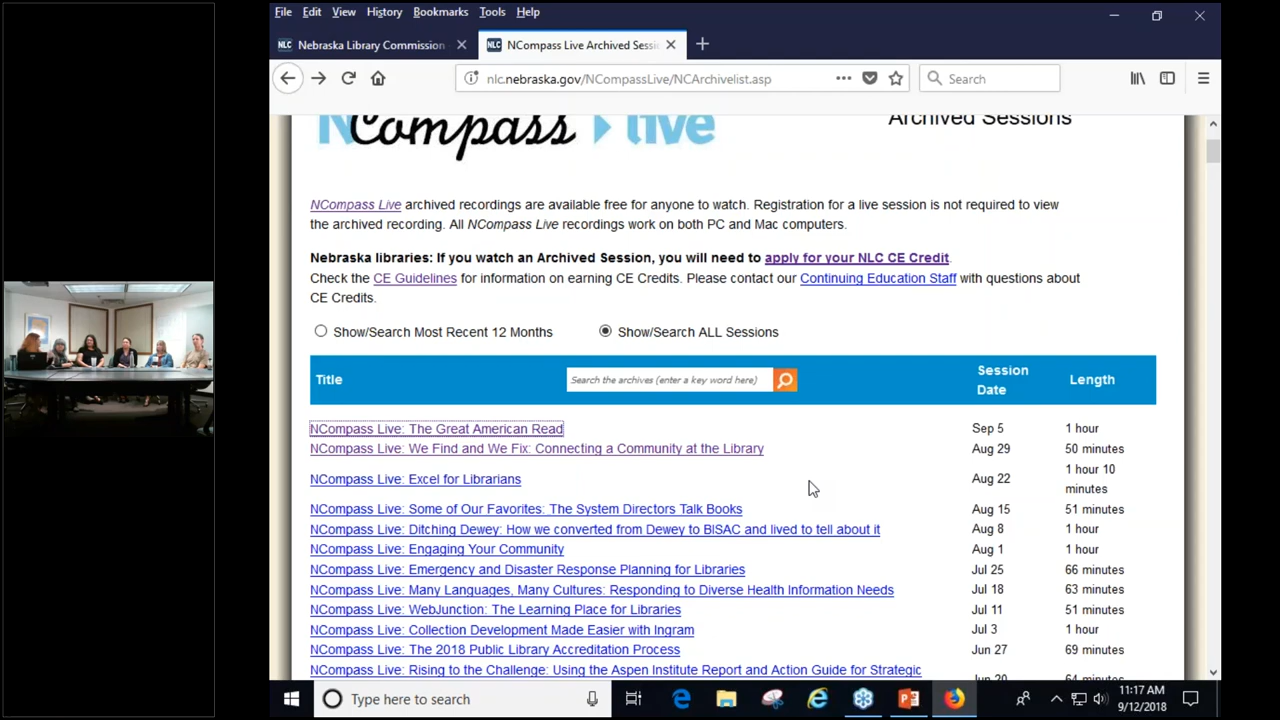 File Edit View History Bookmarks Tools Help
NLC Nebraska Library Commission
NLC NCompass Live Archived Sessi
nlc.nebraska.gov/NCompassLive/NCArchivelist.asp
Search
NCompass live
Archived Sessions
NCompass Live archived recordings are available free for anyone to watch. Registration for a live session is not required to view
the archived recording. All NCompass Live recordings work on both PC and Mac computers.
Nebraska libraries: If you watch an Archived Session, you will need to apply for your NLC CE Credit.
Check the CE Guidelines for information on earning CE Credits. Please contact our Continuing Education Staff with questions about
CE Credits.
Show/Search Most Recent 12 Months Show/Search ALL Sessions
Title Search the archives (enter a key word here) Session Date Length
NCompass Live: The Great American Read Sep 5 1 hour
NCompass Live: We Find and We Fix: Connecting a Community at the Library Aug 29 50 minutes
NCompass Live: Excel for Librarians Aug 22 1 hour 10 minutes
NCompass Live: Some of Our Favorites: The System Directors Talk Books Aug 15 51 minutes
NCompass Live: Ditching Dewey: How we converted from Dewey to BISAC and lived to tell about it Aug 8 1 hour
NCompass Live: Engaging Your Community Aug 1 1 hour
NCompass Live: Emergency and Disaster Response Planning for Libraries Jul 25 66 minutes
NCompass Live: Many Languages, Many Cultures: Responding to Diverse Health Information Needs Jul 18 63 minutes
NCompass Live: WebJunction: The Learning Place for Libraries Jul 11 51 minutes
NCompass Live: Collection Development Made Easier with Ingram Jul 3 1 hour
NCompass Live: The 2018 Public Library Accreditation Process Jun 27 69 minutes
NCompass Live: Rising to the Challenge: Using the Aspen Institute Report and Action Guide for Strategic Jun 20 64 minutes
Type here to search
11:17 AM
9/12/2018